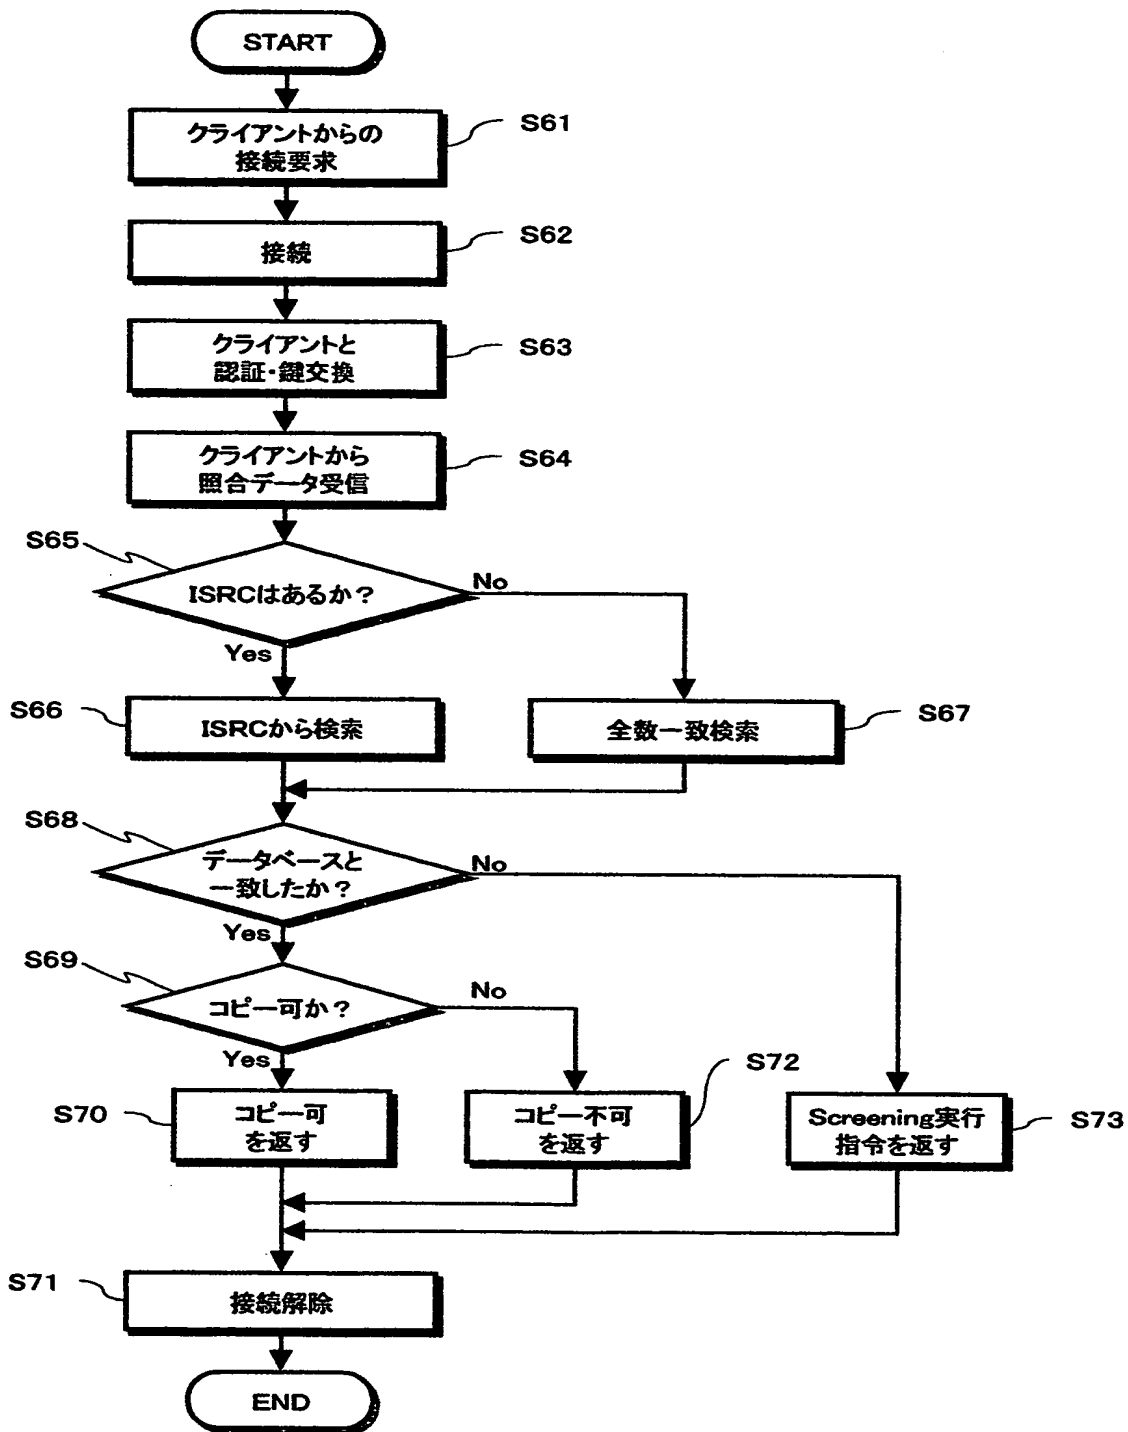 START
クライアントからの
接続要求
S61
接続
S62
クライアントと
認証・鍵交換
S63
クライアントから
照合データ受信
S64
S65
ISRCはあるか？
No
Yes
S66
ISRCから検索
全数一致検索
S67
S68
データベースと
一致したか？
No
Yes
S69
コピー可か？
No
Yes
S70
コピー可
を返す
S72
コピー不可
を返す
Screening実行
指令を返す
S73
S71
接続解除
END